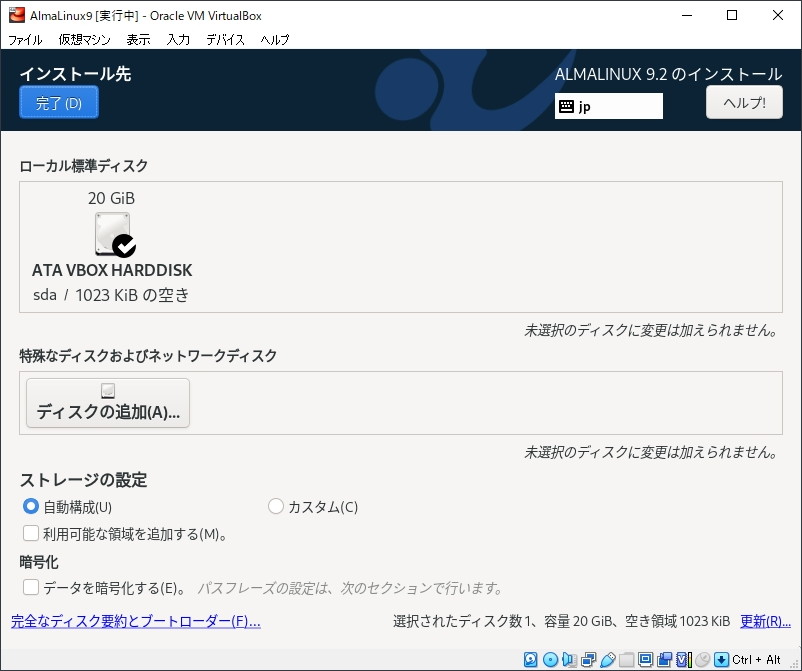 AlmaLinux9 [実行中] - Oracle VM VirtualBox
ファイル 仮想マシン 表示 入力 デバイス ヘルプ
インストール先
ALMALINUX 9.2 のインストール
完了(D)
jp
ヘルプ!
ローカル標準ディスク
20 GiB
ATA VBOX HARDDISK
sda / 1023 KiB の空き
未選択のディスクに変更は加えられません。
特殊なディスクおよびネットワークディスク
ディスクの追加(A)...
未選択のディスクに変更は加えられません。
ストレージの設定
自動構成(U) カスタム(C)
利用可能な領域を追加する(M)。
暗号化
データを暗号化する(E)。 パスフレーズの設定は、次のセクションで行います。
完全なディスク要約とブートローダー(F)... 選択されたディスク数 1、容量 20 GiB、空き領域 1023 KiB 更新(R)...
Ctrl + Alt